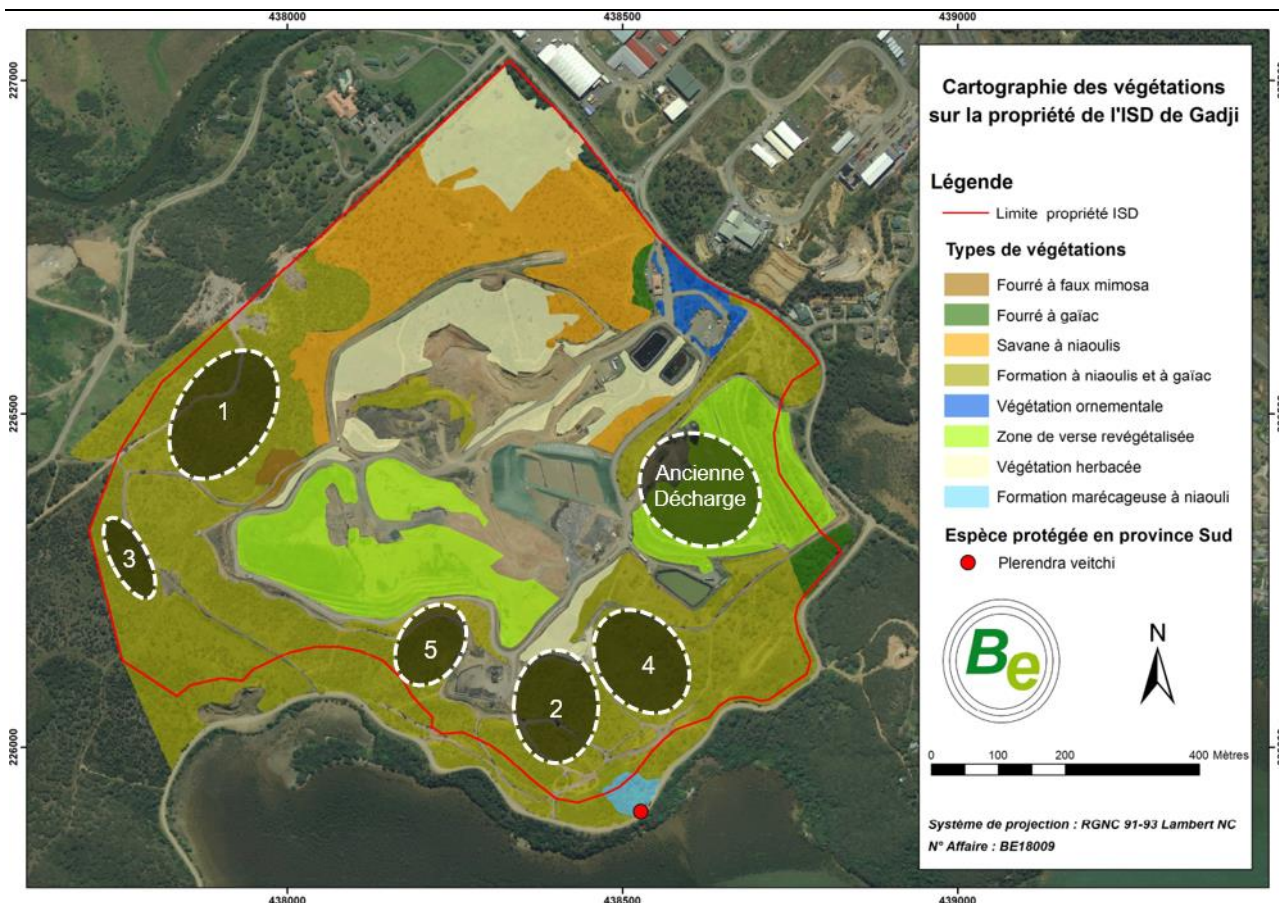 438000 438500 439000
227000
226500
226000
Cartographie des végétations
sur la propriété de l'ISD de Gadji
Légende
Limite propriété ISD
Types de végétations
Fourré à faux mimosa
Fourré à gaïac
Savane à niaoulis
Formation à niaoulis et à gaïac
Végétation ornementale
Zone de verse revégétalisée
Végétation herbacée
Formation marécageuse à niaouli
Espèce protégée en province Sud
Plerendra veitchi
Be
N
0 100 200 400 Mètres
Système de projection : RGNC 91-93 Lambert NC
N° Affaire : BE18009
1
Ancienne
Décharge
3
5
4
2
438000 438500 439000